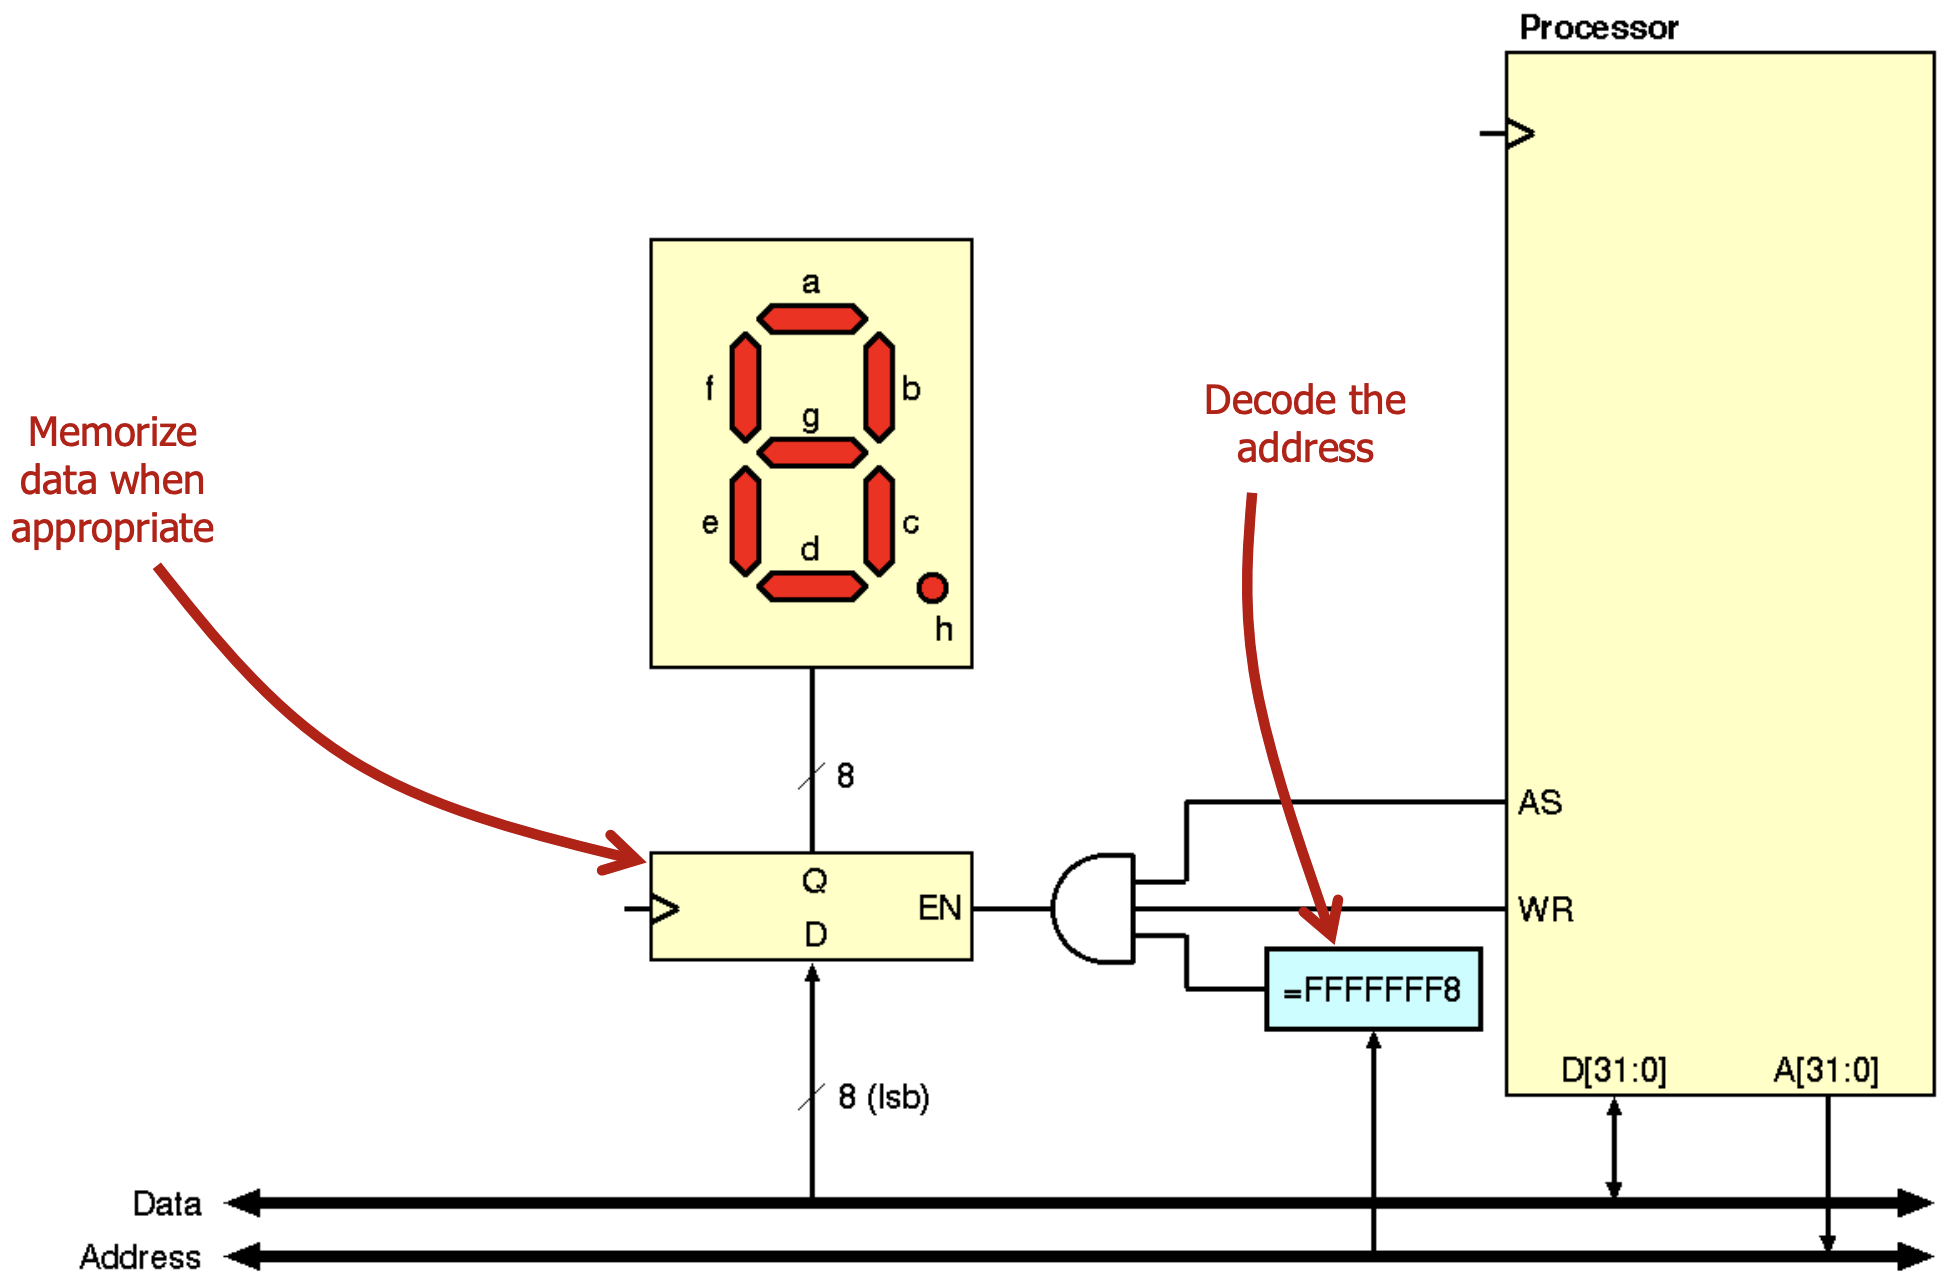 Processor
a
f
b
g
e
c
d
h
Decode the
address
Memorize
data when
appropriate
8
AS
Q
EN
D
WR
=FFFFFFF8
D[31:0]
A[31:0]
8 (lsb)
Data
Address